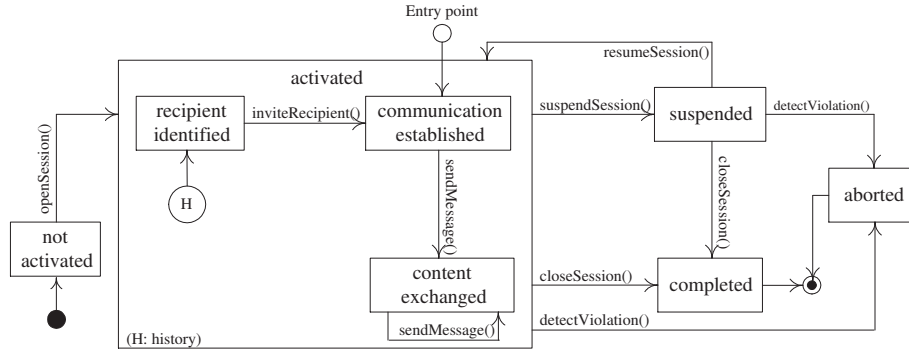 Entry point
resumeSession()
activated
recipient
identified
inviteRecipient()
communication
established
suspendSession()
suspended
detectViolation()
openSession()
sendMessage()
closeSession()
H
aborted
not
activated
content
exchanged
closeSession()
completed
sendMessage()
detectViolation()
(H: history)